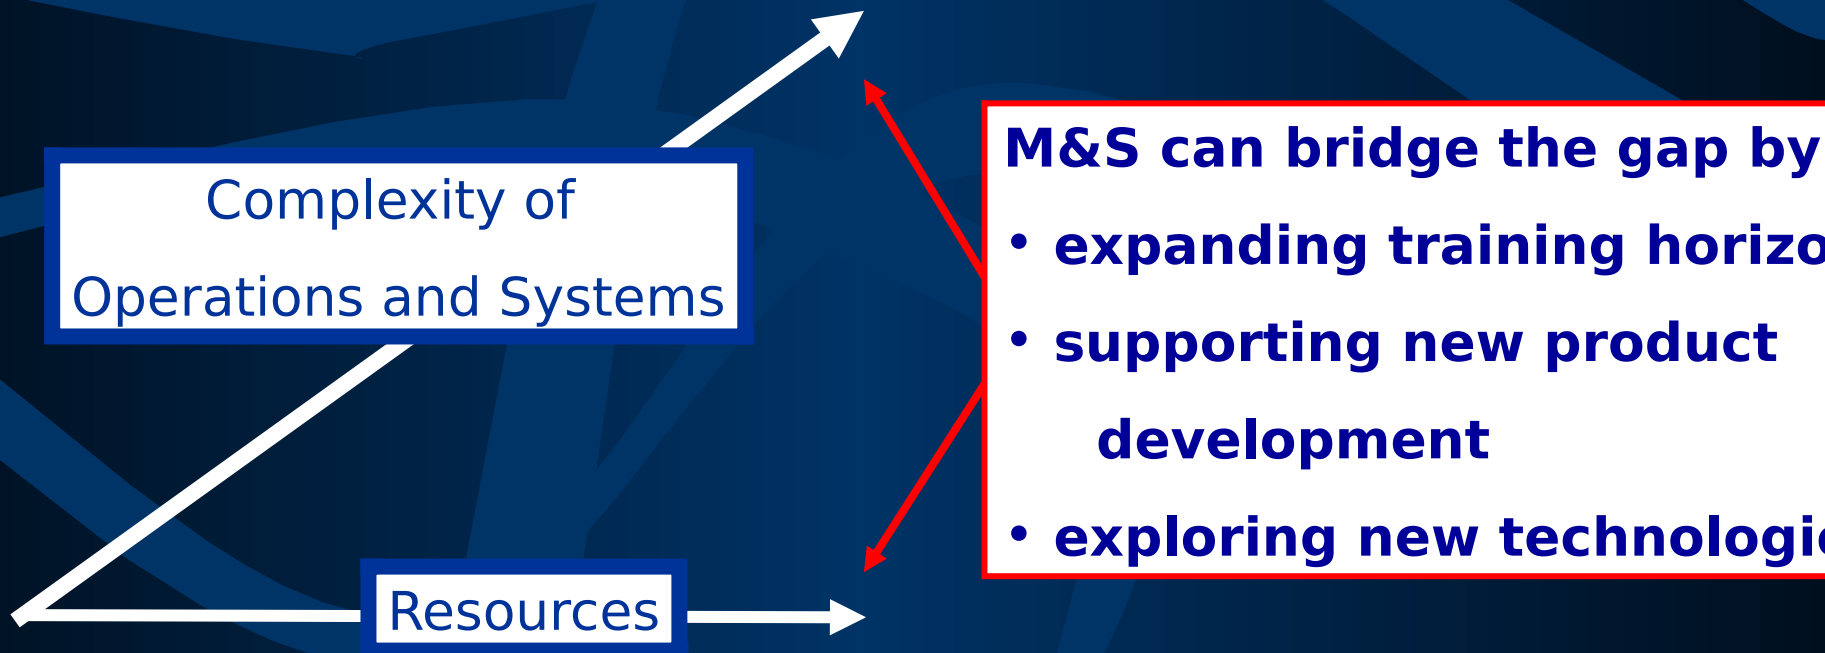 Complexity of
Operations and Systems
Resources
M&S can bridge the gap by
• expanding training
• supporting new product
development
• exploring new